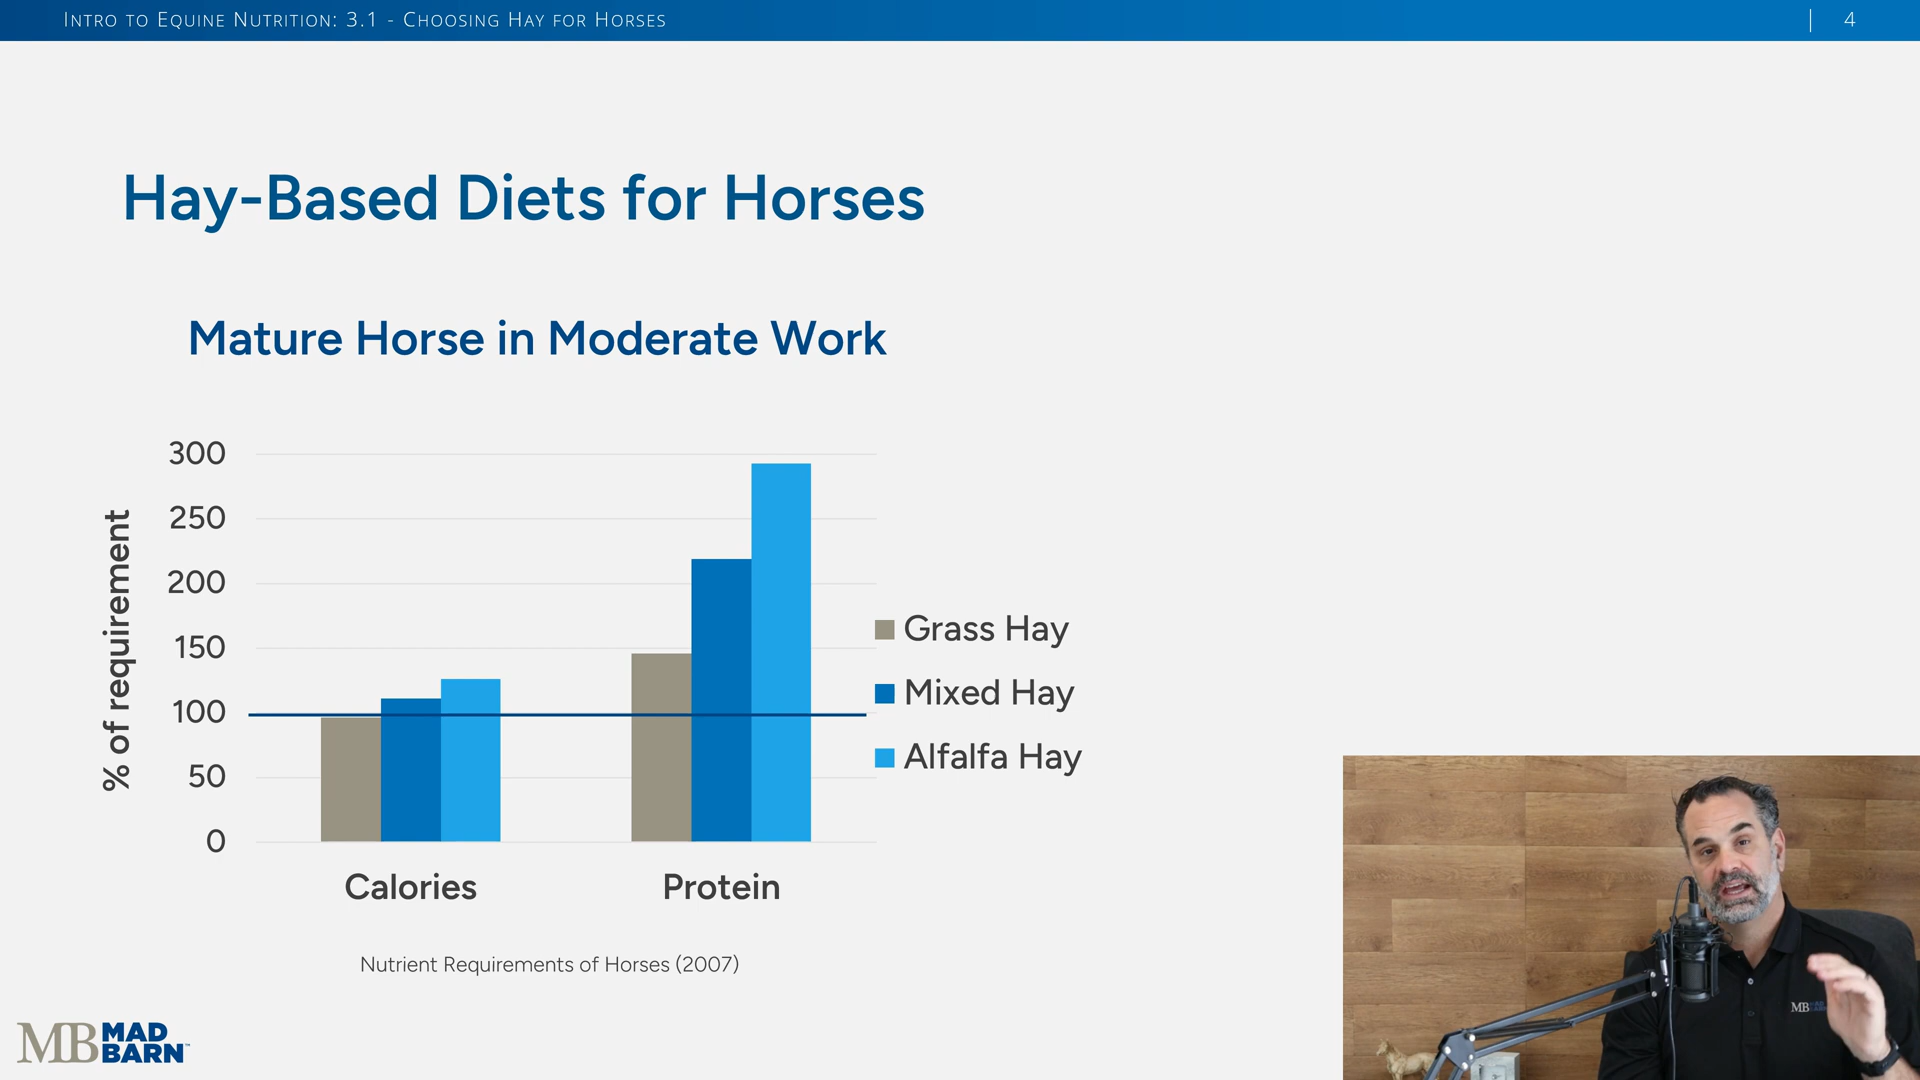 Intro to Equine Nutrition: 3.1 - Choosing Hay for Horses
4
Hay-Based Diets for Horses
Mature Horse in Moderate Work
300
250
200
150
100
50
0
% of requirement
Grass Hay
Mixed Hay
Alfalfa Hay
Calories
Protein
Nutrient Requirements of Horses (2007)
MB MAD
BARN™
MB